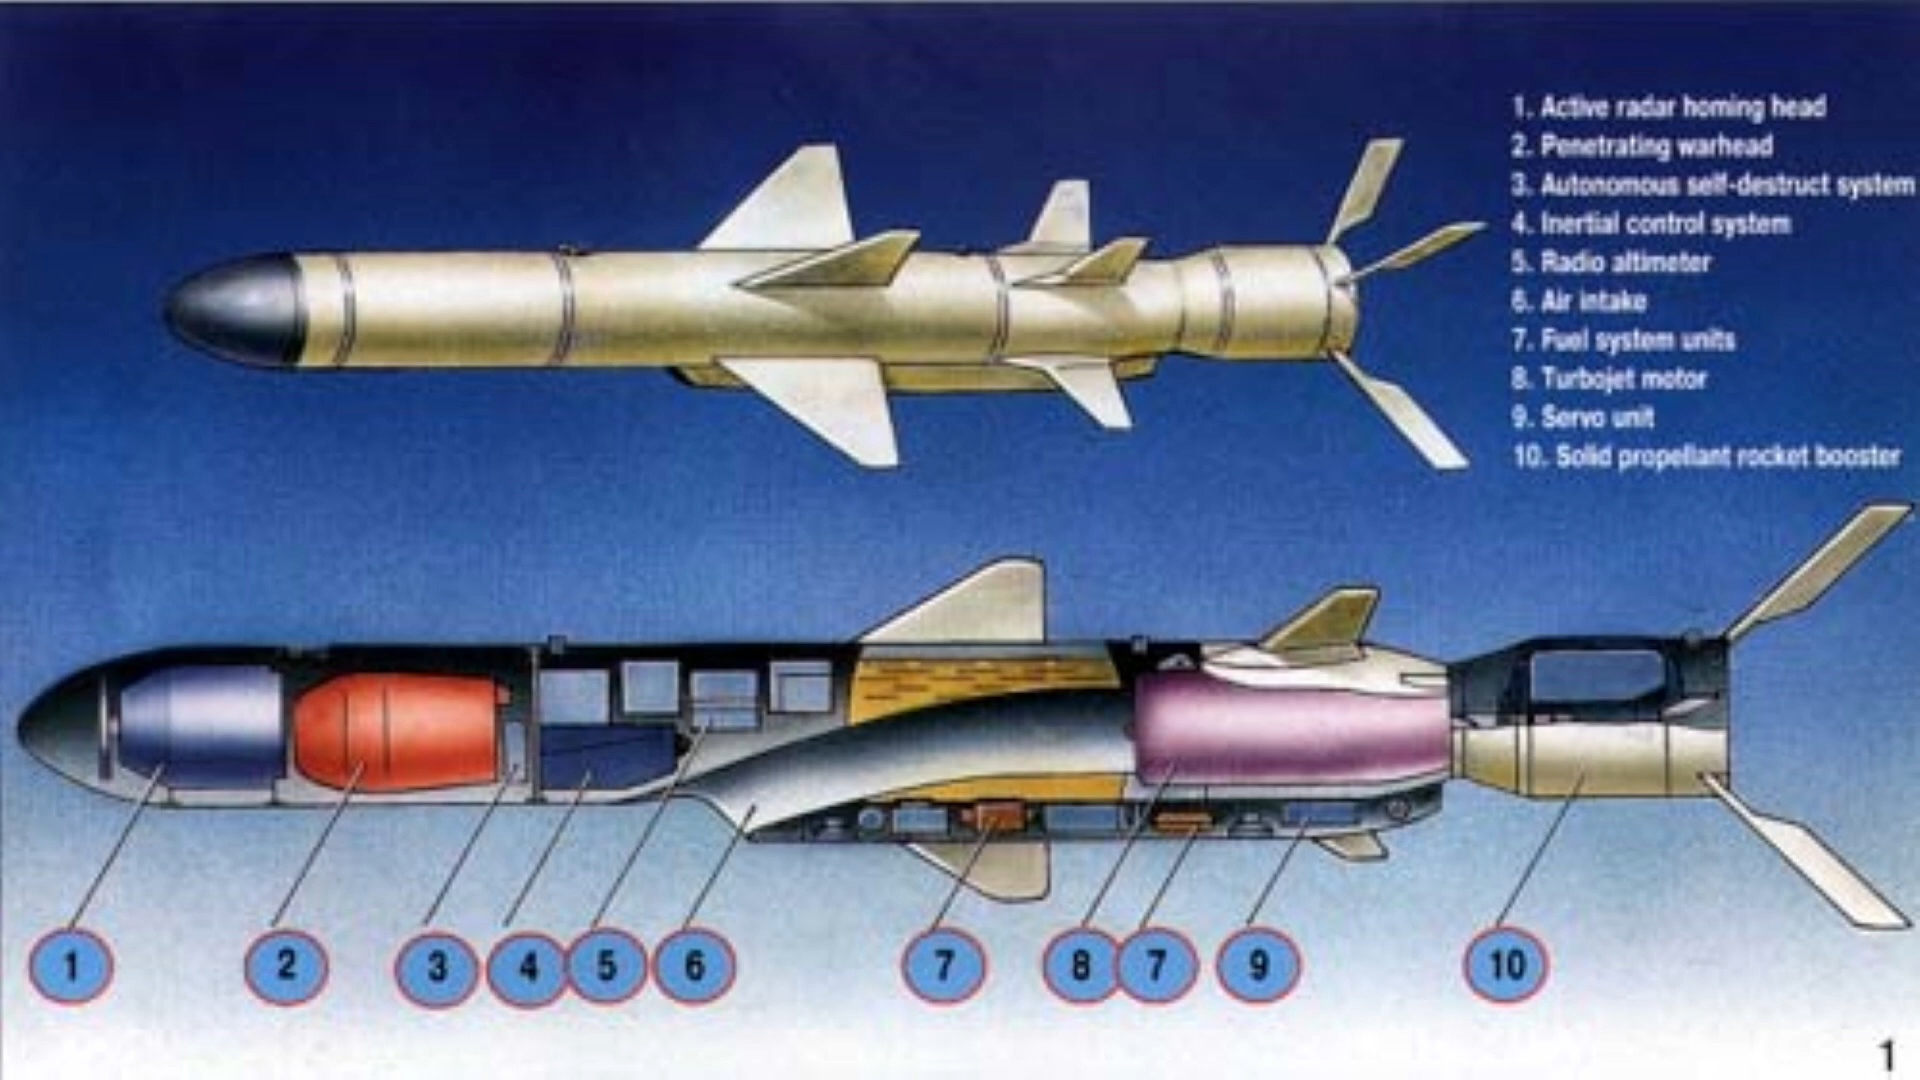 1. Active radar homing head
2. Penetrating warhead
3. Autonomous self-destruct system
4. Inertial control system
5. Radio altimeter
6. Air intake
7. Fuel system units
8. Turbojet motor
9. Servo unit
10. Solid propellant rocket booster
1 2 3 4 5 6 7 8 7 9 10
1